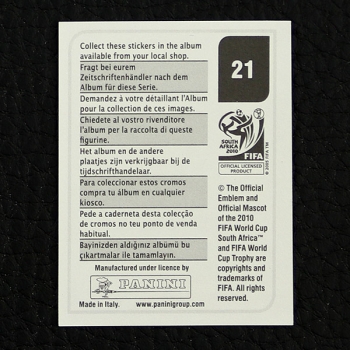 Collect these stickers in the album
available from your local shop.
Fragt bei eurem
Zeitschriftenhändler nach dem
Album für diese Serie.
Demandez à votre détaillant l'Album
pour la collection de ces images.
Chiedete al vostro rivenditore
l'album per la raccolta di queste
figurine.
Het album en de andere
plaatjes zijn verkrijgbaar bij de
tijdschrifthandelaar.
Para coleccionar estos cromos
compra tu álbum en cualquier
kiosco.
Pede a caderneta desta colecção
de cromos no teu ponto de venda
habitual.
Bayinizden aldığınız albümü bu
çıkartmalar ile tamamlayın.
Manufactured under licence by
PANINI
Made in Italy. www.paninigroup.com
21
SOUTH AFRICA
2010
FIFA
OFFICIAL LICENSED
PRODUCT
© The Official
Emblem and
Official Mascot
of the 2010
FIFA World Cup
South Africa™
and FIFA World
Cup Trophy are
copyrights and
trademarks of
FIFA. All rights
reserved.